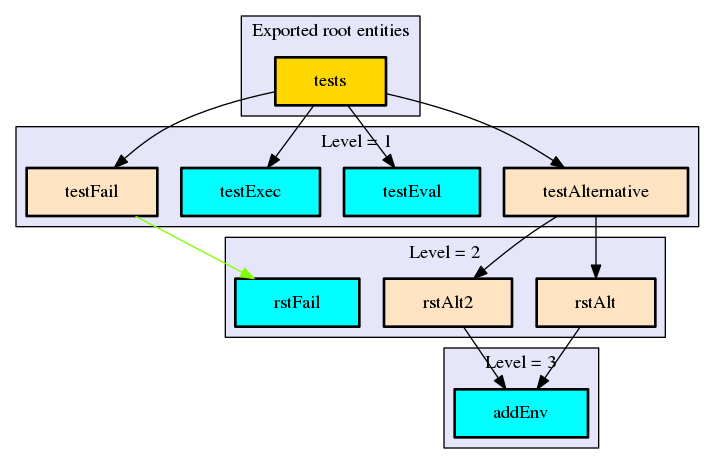 Exported root entities
tests
Level = 1
testFail
testExec
testEval
testAlternative
Level = 2
rstFail
rstAlt2
rstAlt
Level = 3
addEnv